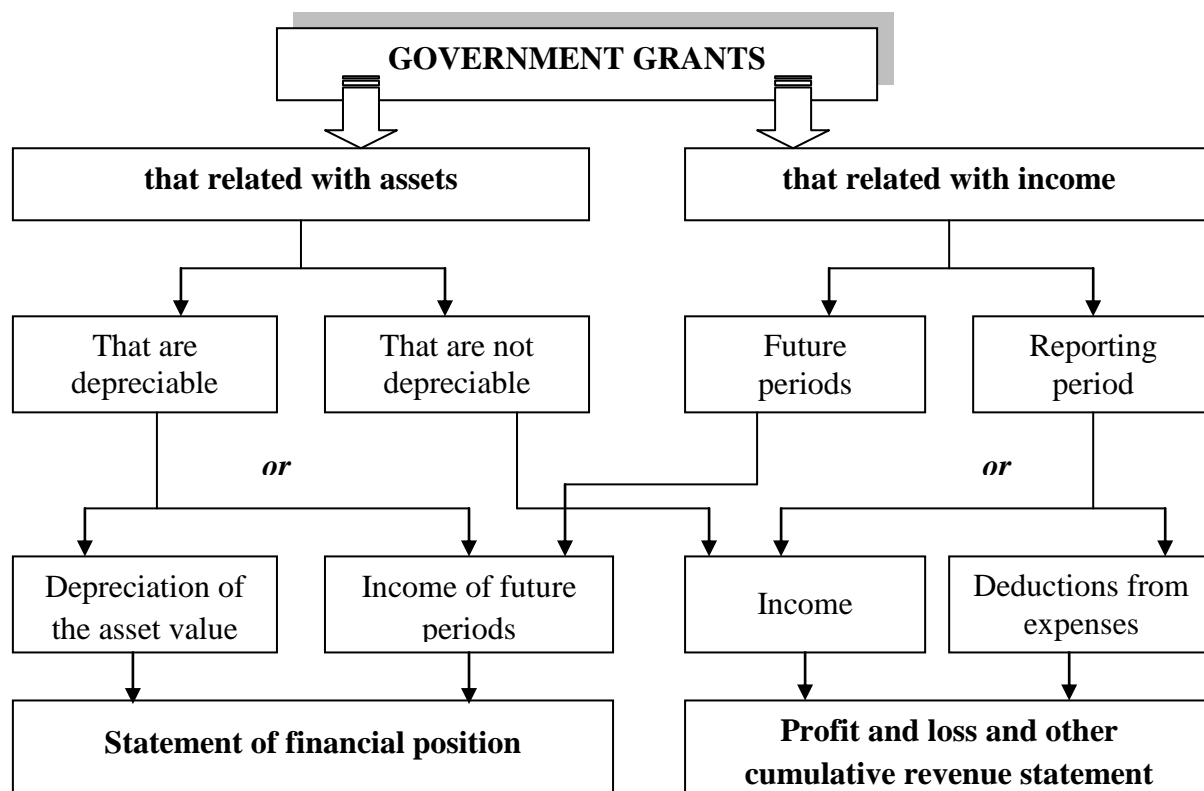 GOVERNMENT GRANTS
that related with assets
that related with income
That are
depreciable
That are not
depreciable
Future
periods
Reporting
period
or
or
Depreciation of
the asset value
Income of future
periods
Income
Deductions from
expenses
Statement of financial position
Profit and loss and other
cumulative revenue statement